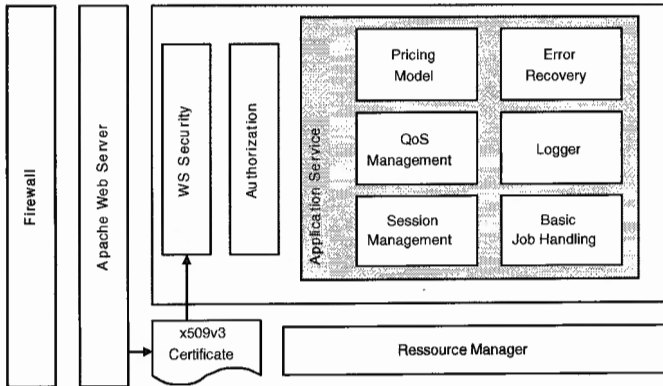 Firewall
Apache Web Server
WS Security
Authorization
Application Service
Pricing
Model
Error
Recovery
QoS
Management
Logger
Session
Management
Basic
Job Handling
x509v3
Certificate
Ressource Manager